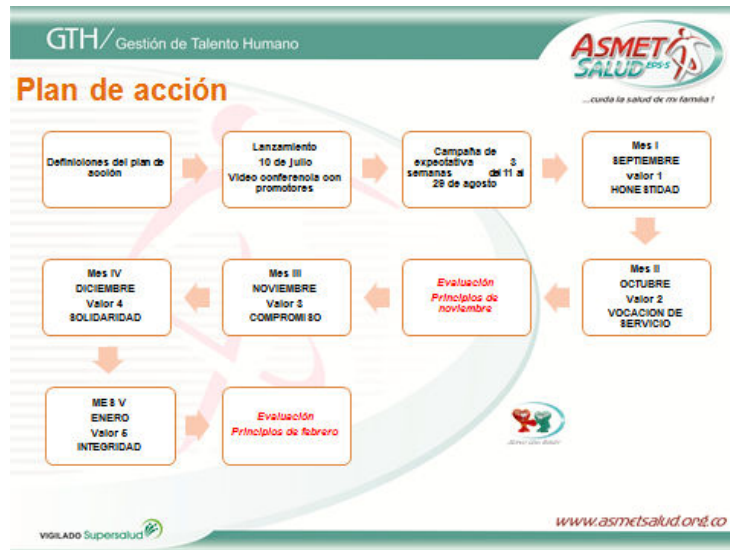 GTH/ Gestión de Talento Humano
ASMET
SALUD EPS-S
...cuida la salud de mi familia !
Plan de acción
Definiciones del plan de
acción
Lanzamiento
10 de julio
Video conferencia con
promotores
Campaña de
expectativa 3
semanas del 11 al
29 de agosto
Mes I
SEPTIEMBRE
valor 1
HONESTIDAD
Mes II
OCTUBRE
Valor 2
VOCACION DE
SERVICIO
Evaluación
Principios de
noviembre
Mes III
NOVIEMBRE
Valor 3
COMPROMISO
Mes IV
DICIEMBRE
Valor 4
SOLIDARIDAD
MES V
ENERO
Valor 5
INTEGRIDAD
Evaluación
Principios de febrero
VIGILADO Supersalud
www.asmetsalud.org.co